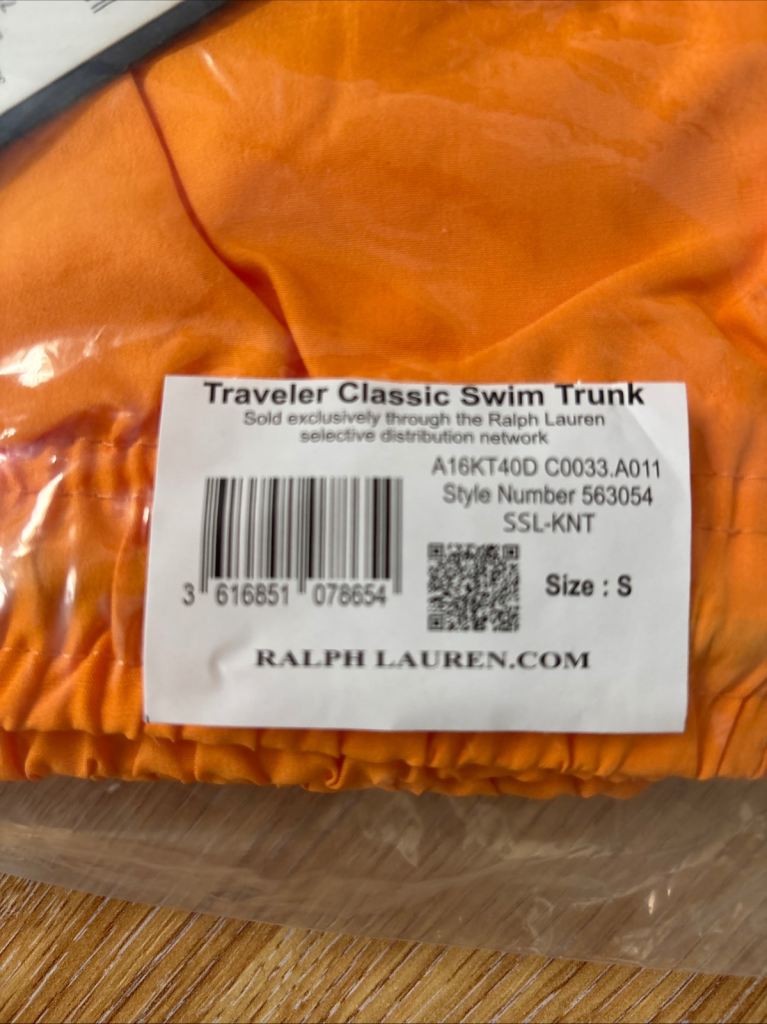 Traveler Classic Swim Trunk
Sold exclusively through the Ralph Lauren
selective distribution network
A16KT40D C0033.A011
Style Number 563054
SSL-KNT
3 616851 078654
Size : S
RALPH LAUREN.COM